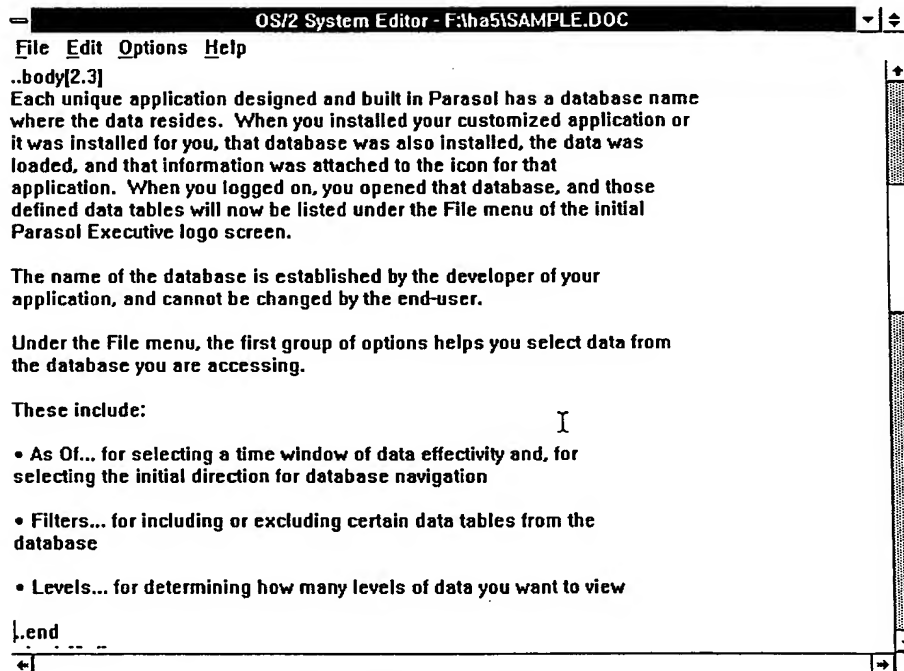 OS/2 System Editor - F:\ha5\SAMPLE.DOC
File Edit Options Help
..body[2.3]
Each unique application designed and built in Parasol has a database name
where the data resides. When you installed your customized application or
it was installed for you, that database was also installed, the data was
loaded, and that information was attached to the icon for that
application. When you logged on, you opened that database, and those
defined data tables will now be listed under the File menu of the initial
Parasol Executive logo screen.
The name of the database is established by the developer of your
application, and cannot be changed by the end-user.
Under the File menu, the first group of options helps you select data from
the database you are accessing.
These include:
• As Of... for selecting a time window of data effectivity and, for
selecting the initial direction for database navigation
• Filters... for including or excluding certain data tables from the
database
• Levels... for determining how many levels of data you want to view
..end